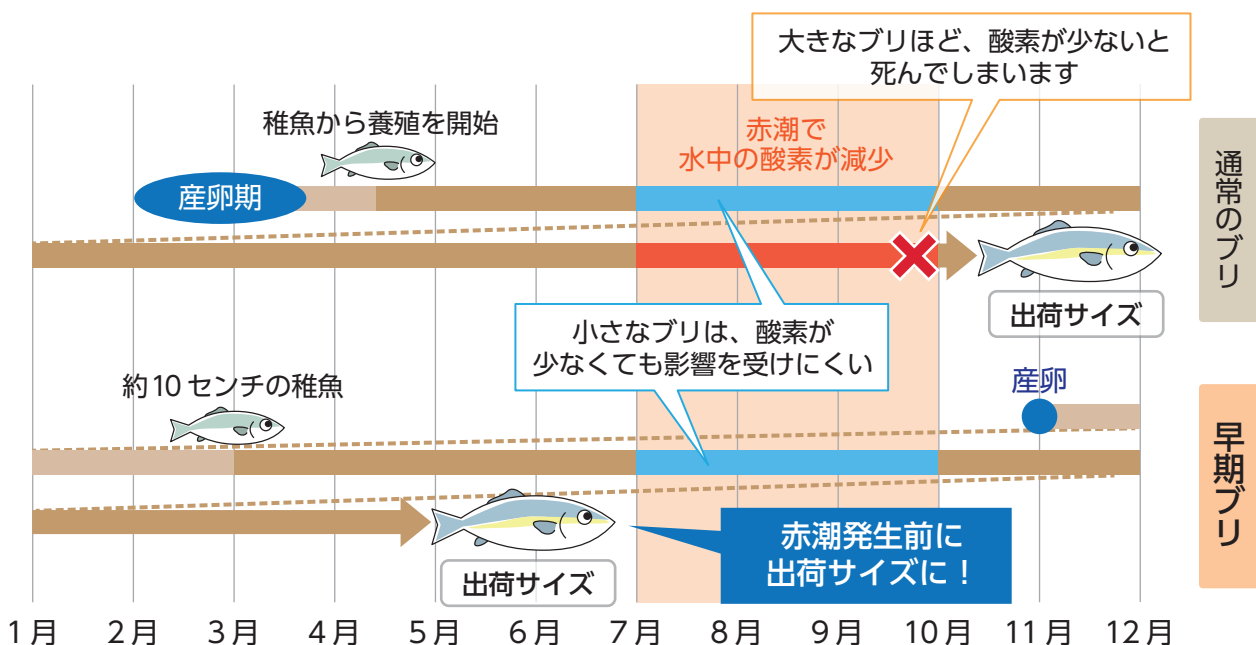 大きなブリほど、酸素が少ないと
死んでしまいます
稚魚から養殖を開始
赤潮で
水中の酸素が減少
産卵期
通常のブリ
出荷サイズ
小さなブリは、酸素が
少なくても影響を受けにくい
約10センチの稚魚
産卵
早期ブリ
赤潮発生前に
出荷サイズに！
出荷サイズ
1月 2月 3月 4月 5月 6月 7月 8月 9月 10月 11月 12月